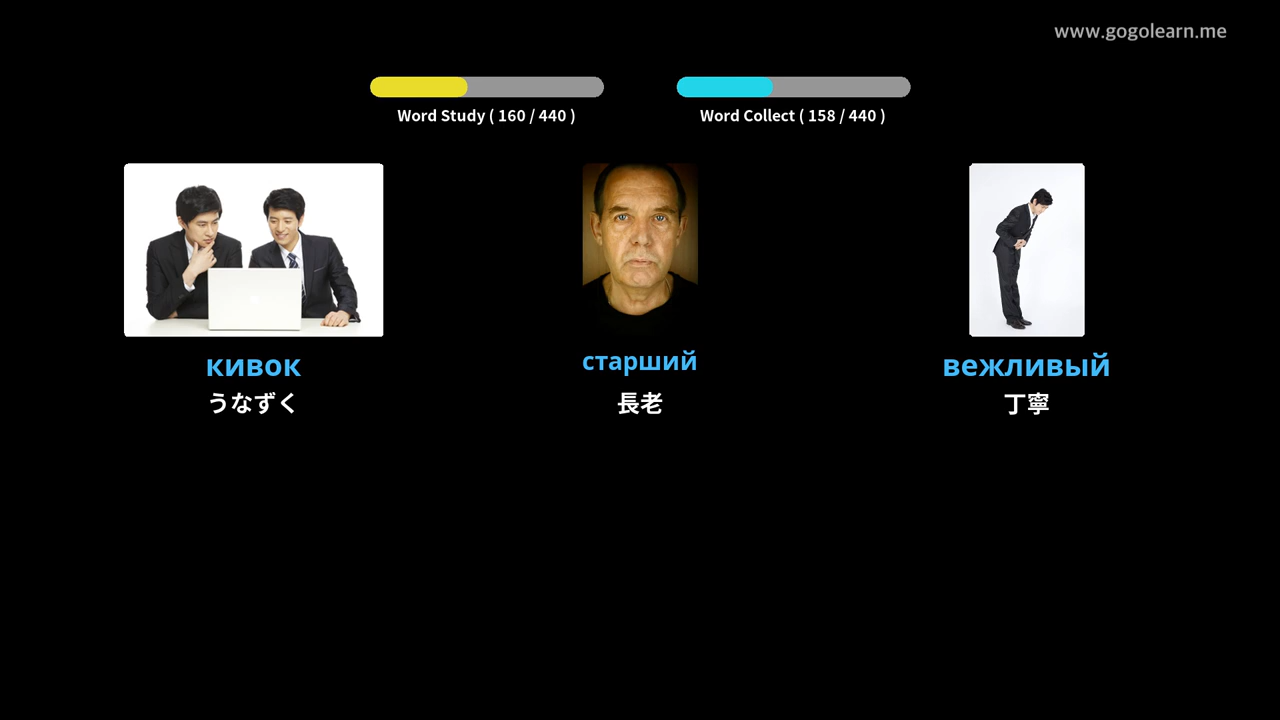 www.gogolearn.me
Word Study ( 160 / 440 )
Word Collect ( 158 / 440 )
кивок
старший
вежливый
うなずく
長老
丁寧